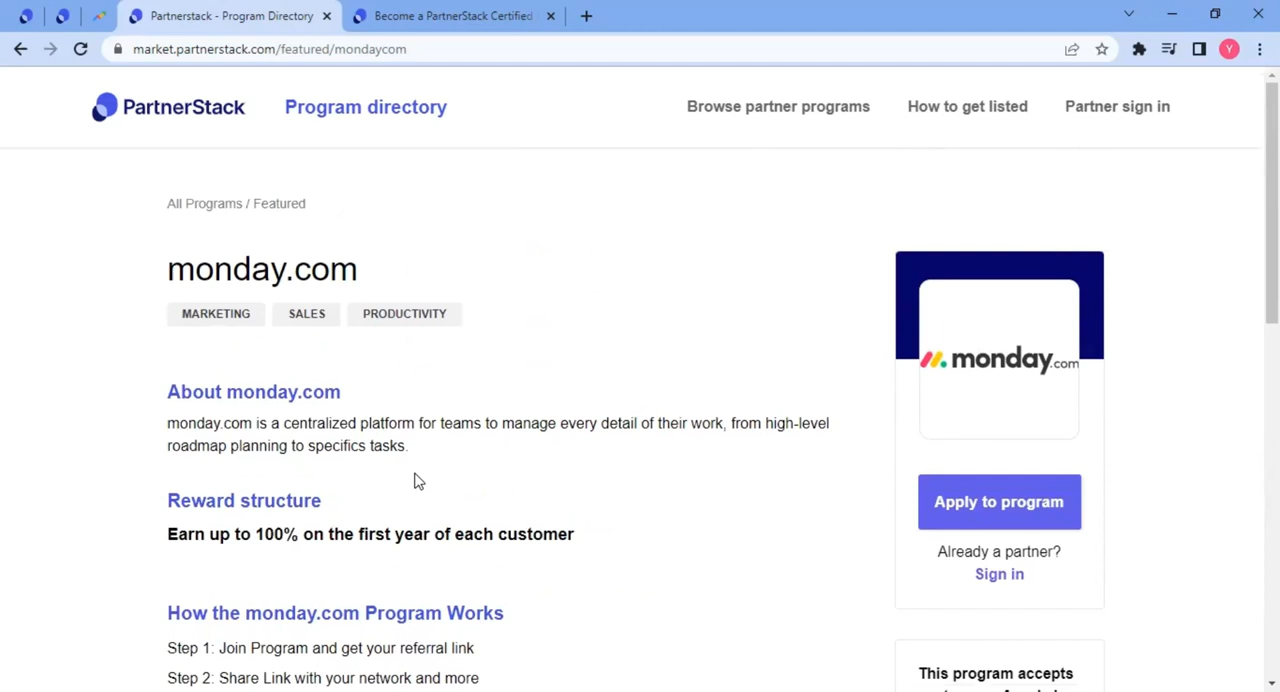 Partnerstack - Program Directory
Become a PartnerStack Certified
market.partnerstack.com/featured/mondaycom
Y
PartnerStack
Program directory
Browse partner programs
How to get listed
Partner sign in
All Programs / Featured
monday.com
MARKETING
SALES
PRODUCTIVITY
About monday.com
monday.com is a centralized platform for teams to manage every detail of their work, from high-level
roadmap planning to specifics tasks.
Reward structure
Earn up to 100% on the first year of each customer
How the monday.com Program Works
Step 1: Join Program and get your referral link
Step 2: Share Link with your network and more
monday.com
Apply to program
Already a partner?
Sign in
This program accepts